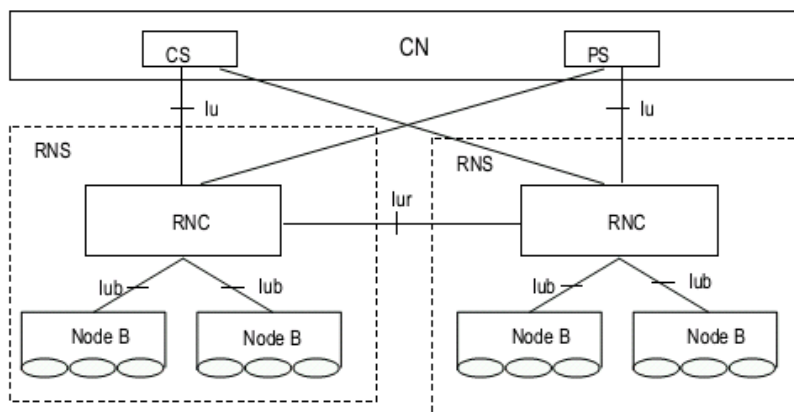 CN
CS
PS
Iu
Iu
RNS
RNS
RNC
Iur
RNC
Iub
Iub
Iub
Iub
Node B
Node B
Node B
Node B